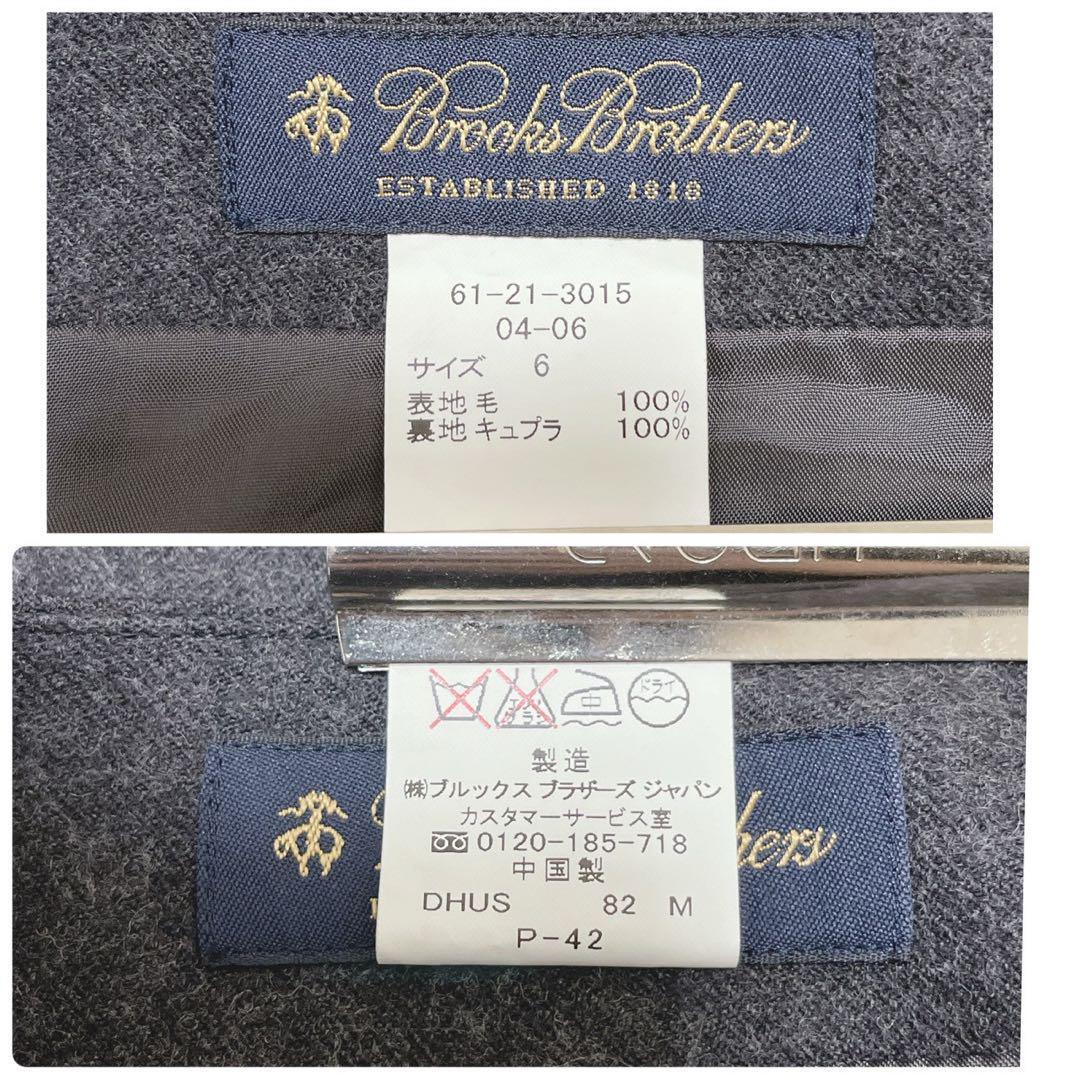 Brooks Brothers
ESTABLISHED 1818
61-21-3015
04-06
サイズ 6
表地 毛 100%
裏地 キュプラ 100%
中 ドライ
製造
㈱ブルックス ブラザーズ ジャパン
カスタマーサービス室
0120-185-718
中国製
DHUS 82 M
P-42
thers